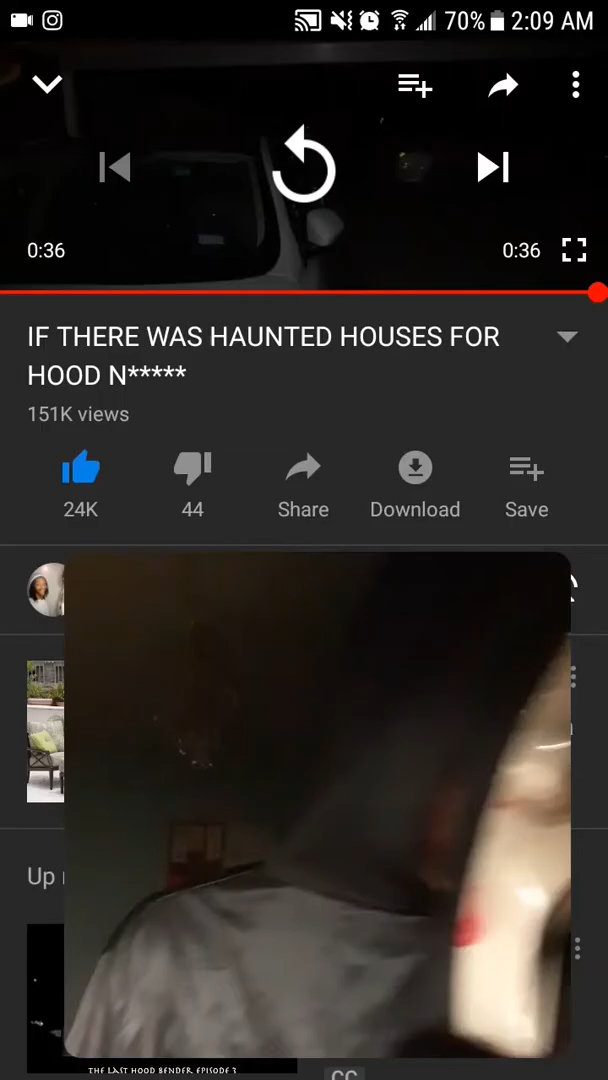 70% 2:09 AM
0:36
0:36
IF THERE WAS HAUNTED HOUSES FOR
HOOD N*****
151K views
24K
44
Share
Download
Save
Up
THE LAST HOOD BENDER EPISODE 3
CC